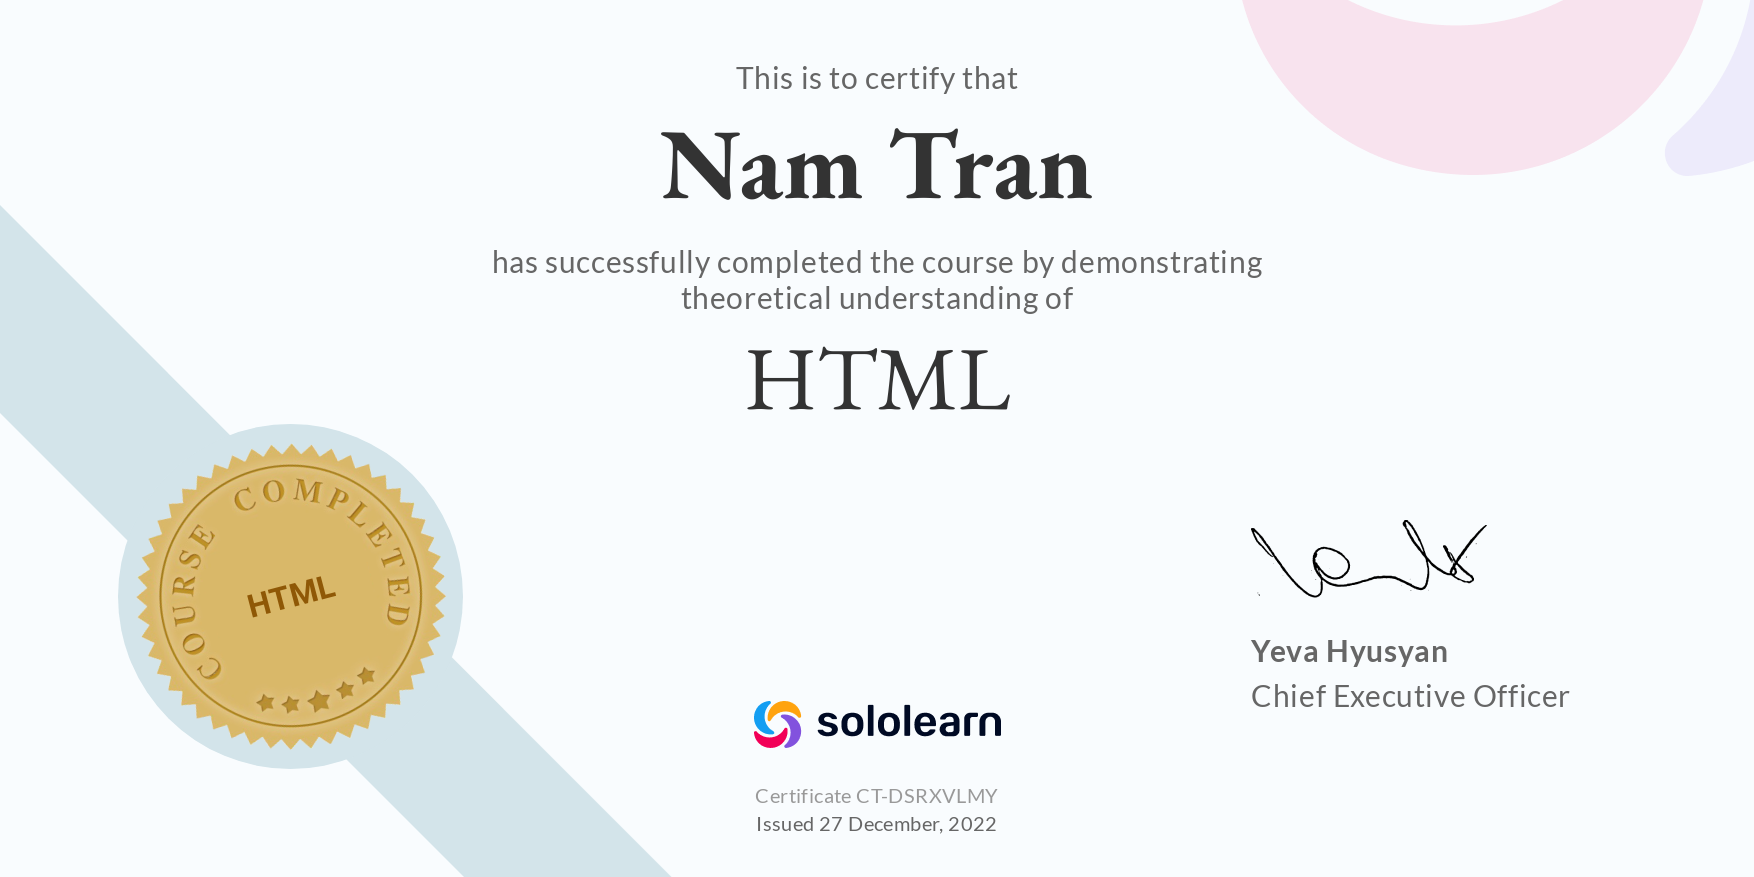 This is to certify that
Nam Tran
has successfully completed the course by demonstrating
theoretical understanding of
HTML
COURSE COMPLETED
HTML
Yeva Hyusyan
Chief Executive Officer
sololearn
Certificate CT-DSRXVLMY
Issued 27 December, 2022